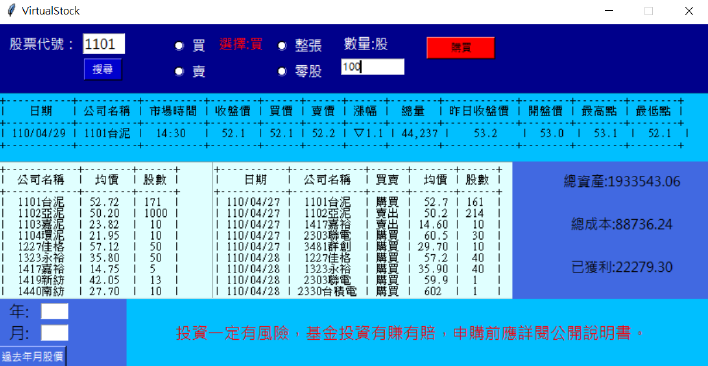 VirtualStock
股票代號： 1101 買 選擇:買 整張 數量:股 購買
搜尋 賣 零股 100
日期 | 公司名稱 | 市場時間 | 收盤價 | 買價 | 賣價 | 漲幅 | 總量 | 昨日收盤價 | 開盤價 | 最高點 | 最低點
110/04/29 | 1101台泥 | 14:30 | 52.1 | 52.1 | 52.2 | ▽1.1 | 44,237 | 53.2 | 53.0 | 53.1 | 52.1
公司名稱 | 均價 | 股數
1101台泥 | 52.72 | 171
1102亞泥 | 50.20 | 1000
1103嘉泥 | 23.82 | 10
1104環泥 | 21.95 | 10
1227佳格 | 57.12 | 50
1323永裕 | 35.80 | 50
1417嘉裕 | 14.75 | 5
1419新紡 | 42.05 | 13
1440南紡 | 27.70 | 10
日期 | 公司名稱 | 買賣 | 均價 | 股數
110/04/27 | 1101台泥 | 購買 | 52.7 | 161
110/04/27 | 1102亞泥 | 賣出 | 50.2 | 214
110/04/27 | 1417嘉裕 | 賣出 | 14.60 | 10
110/04/27 | 2303聯電 | 購買 | 60.5 | 30
110/04/27 | 3481群創 | 購買 | 29.70 | 10
110/04/28 | 1227佳格 | 購買 | 57.2 | 40
110/04/28 | 1323永裕 | 購買 | 35.90 | 40
110/04/28 | 2303聯電 | 購買 | 59.9 | 1
110/04/28 | 2330台積電 | 購買 | 602 | 1
總資產:1933543.06
總成本:88736.24
已獲利:22279.30
年:
月:
過去年月股價
投資一定有風險，基金投資有賺有賠，申購前應詳閱公開說明書。